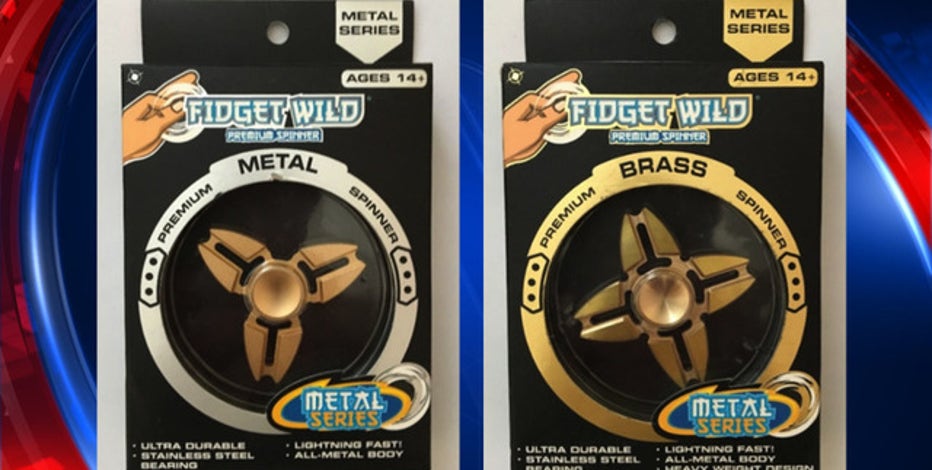 METAL
SERIES
AGES 14+
FIDGET WILD
PREMIUM SPINNER
METAL
PREMIUM SPINNER
METAL
SERIES
· ULTRA DURABLE
· STAINLESS STEEL
BEARING
· LIGHTNING FAST!
· ALL-METAL BODY
METAL
SERIES
AGES 14+
FIDGET WILD
PREMIUM SPINNER
BRASS
PREMIUM SPINNER
METAL
SERIES
· ULTRA DURABLE
· STAINLESS STEEL
BEARING
· LIGHTNING FAST!
· ALL-METAL BODY
· HEAVY WEIGHT DESIGN